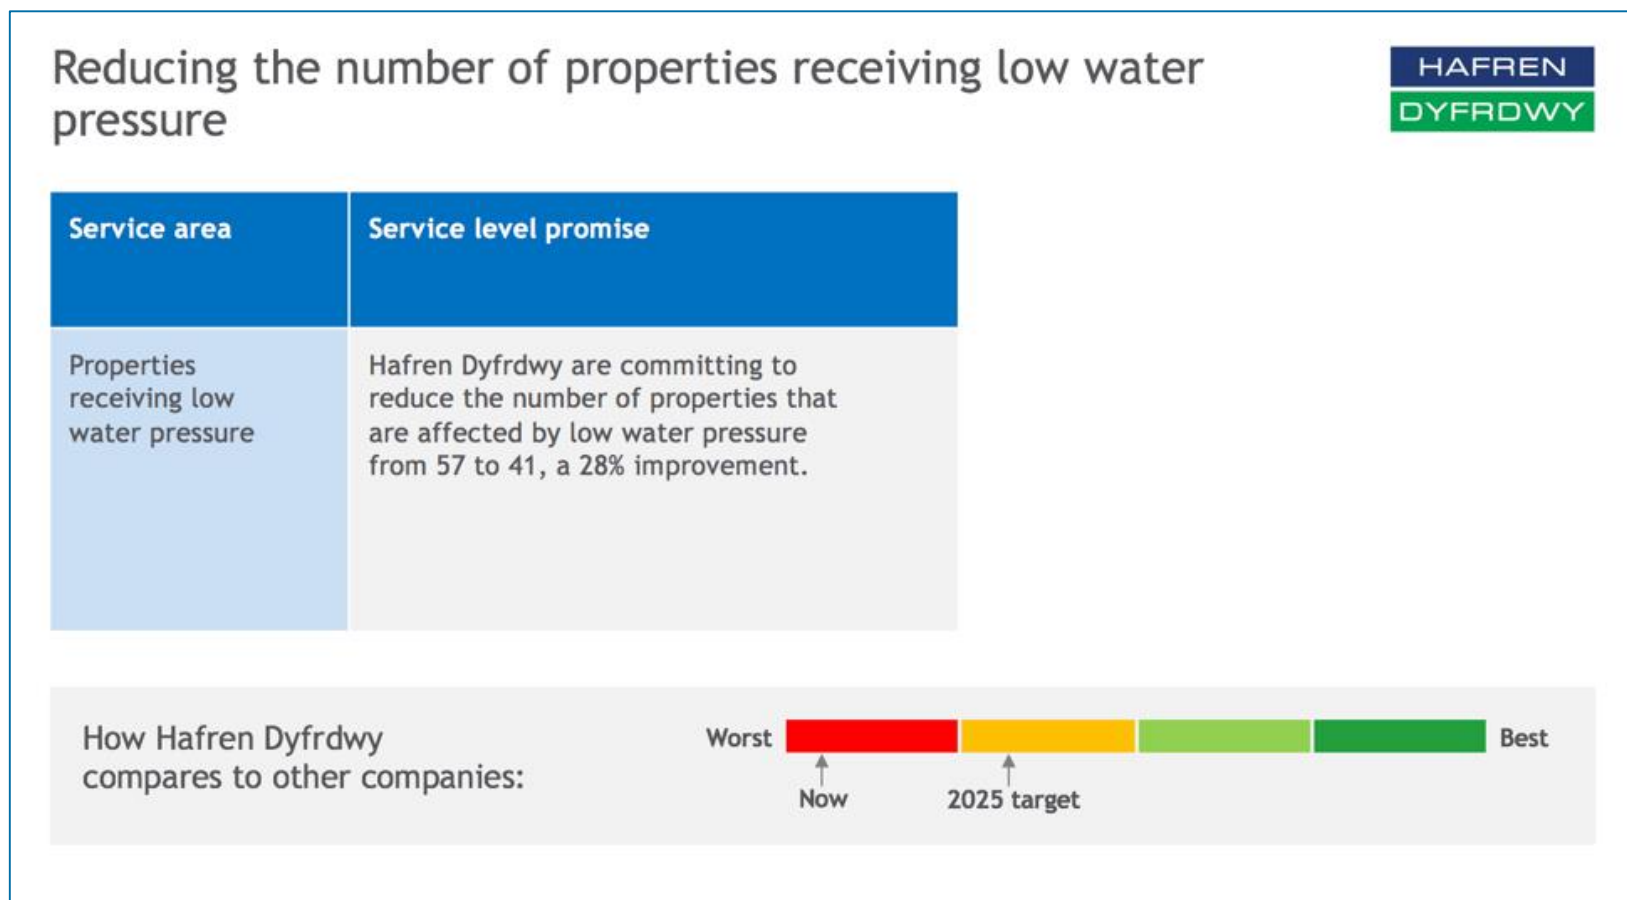 Reducing the number of properties receiving low water
pressure
HAFREN
DYFRDWY
Service area
Service level promise
Properties
receiving low
water pressure
Hafren Dyfrdwy are committing to
reduce the number of properties that
are affected by low water pressure
from 57 to 41, a 28% improvement.
How Hafren Dyfrdwy
compares to other companies:
Worst
Best
Now
2025 target